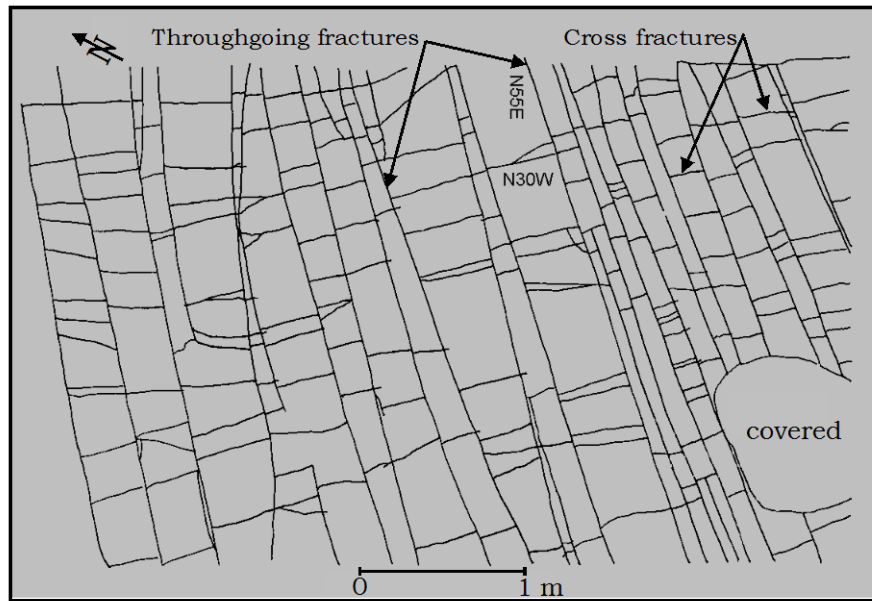 N
Throughgoing fractures
Cross fractures
N55E
N30W
covered
0 1 m